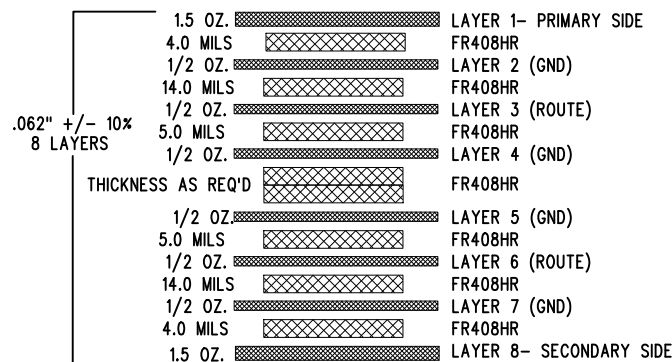 1.5 OZ. LAYER 1- PRIMARY SIDE
4.0 MILS FR408HR
1/2 OZ. LAYER 2 (GND)
14.0 MILS FR408HR
1/2 OZ. LAYER 3 (ROUTE)
.062" +/- 10%
8 LAYERS
5.0 MILS FR408HR
1/2 OZ. LAYER 4 (GND)
THICKNESS AS REQ'D FR408HR
1/2 OZ. LAYER 5 (GND)
5.0 MILS FR408HR
1/2 OZ. LAYER 6 (ROUTE)
14.0 MILS FR408HR
1/2 OZ. LAYER 7 (GND)
4.0 MILS FR408HR
1.5 OZ. LAYER 8- SECONDARY SIDE